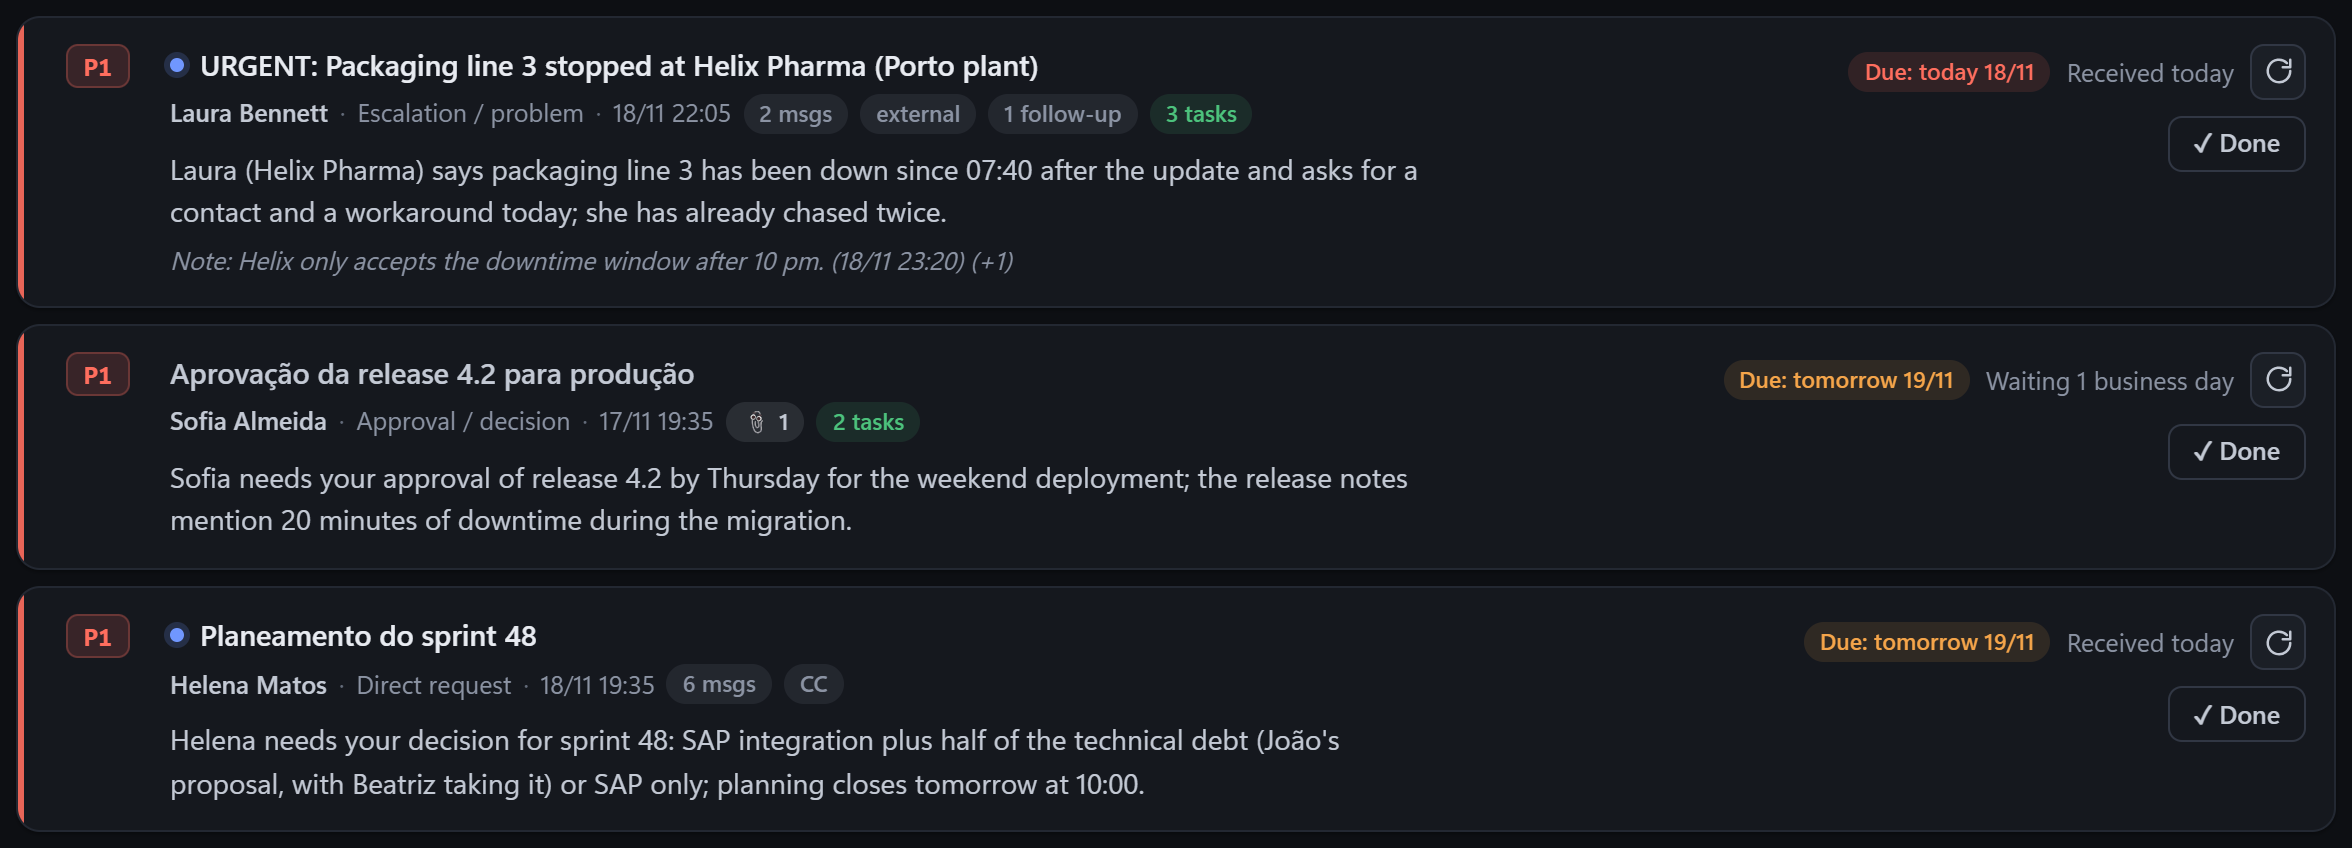 P1 URGENT: Packaging line 3 stopped at Helix Pharma (Porto plant) Due: today 18/11 Received today
Laura Bennett · Escalation / problem · 18/11 22:05 2 msgs external 1 follow-up 3 tasks
✓ Done
Laura (Helix Pharma) says packaging line 3 has been down since 07:40 after the update and asks for a
contact and a workaround today; she has already chased twice.
Note: Helix only accepts the downtime window after 10 pm. (18/11 23:20) (+1)
P1 Aprovação da release 4.2 para produção Due: tomorrow 19/11 Waiting 1 business day
Sofia Almeida · Approval / decision · 17/11 19:35 1 2 tasks
✓ Done
Sofia needs your approval of release 4.2 by Thursday for the weekend deployment; the release notes
mention 20 minutes of downtime during the migration.
P1 Planeamento do sprint 48 Due: tomorrow 19/11 Received today
Helena Matos · Direct request · 18/11 19:35 6 msgs CC
✓ Done
Helena needs your decision for sprint 48: SAP integration plus half of the technical debt (João's
proposal, with Beatriz taking it) or SAP only; planning closes tomorrow at 10:00.